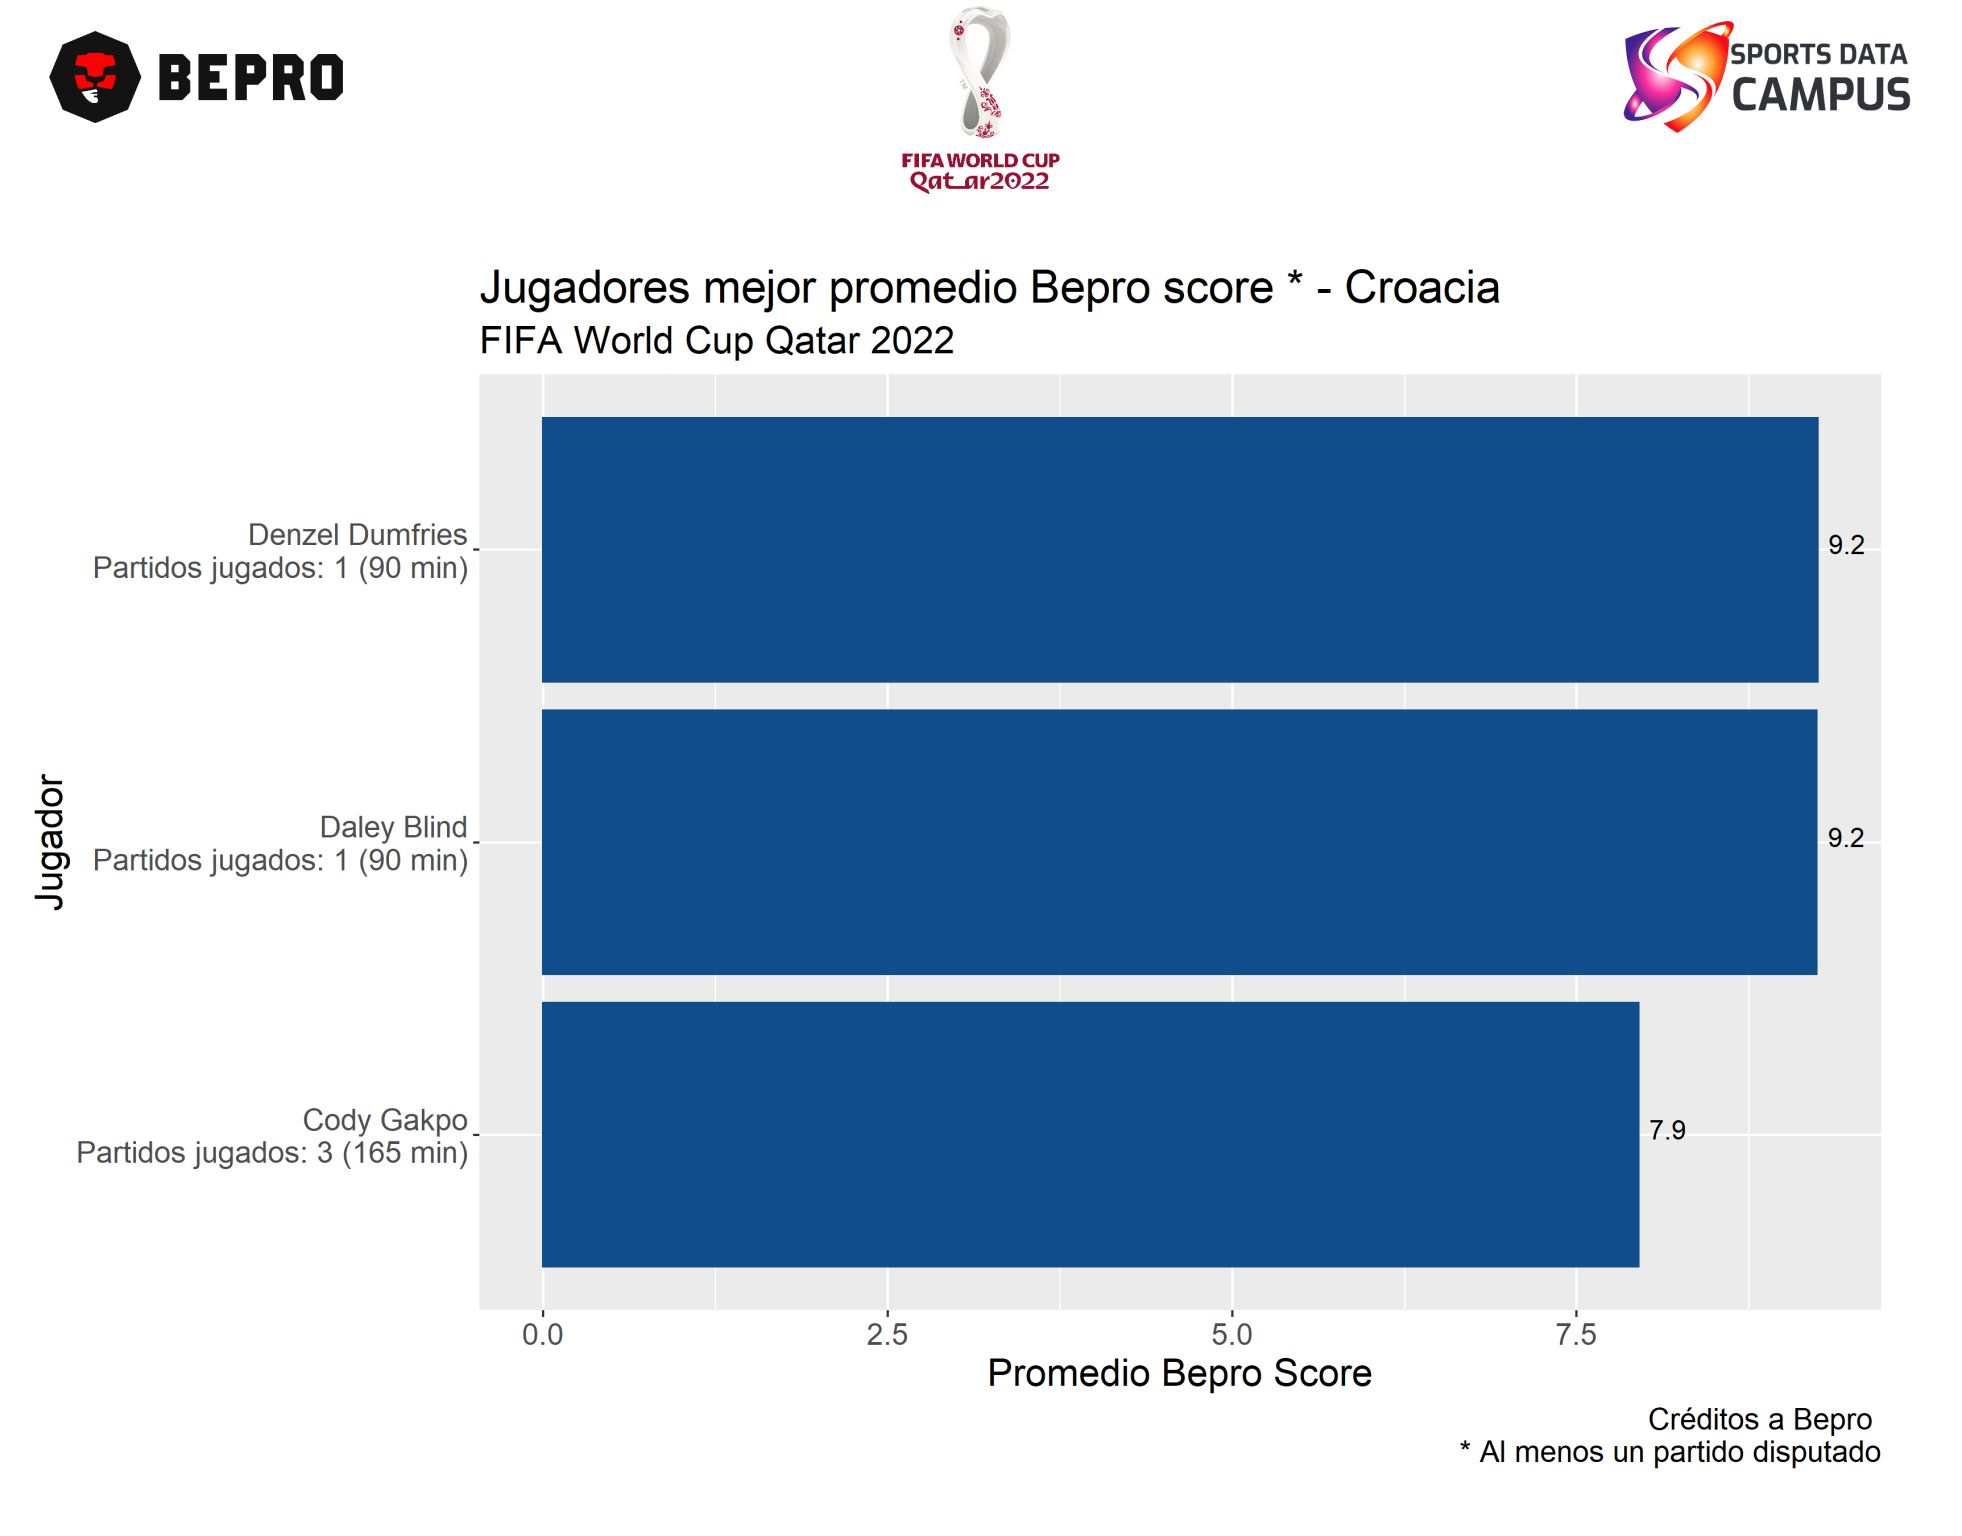 BEPRO
TM
FIFA WORLD CUP
Qatar2022
SPORTS DATA
CAMPUS
Jugadores mejor promedio Bepro score * - Croacia
FIFA World Cup Qatar 2022
Jugador
Denzel Dumfries
Partidos jugados: 1 (90 min)
9.2
Daley Blind
Partidos jugados: 1 (90 min)
9.2
Cody Gakpo
Partidos jugados: 3 (165 min)
7.9
0.0 2.5 5.0 7.5
Promedio Bepro Score
Créditos a Bepro
* Al menos un partido disputado